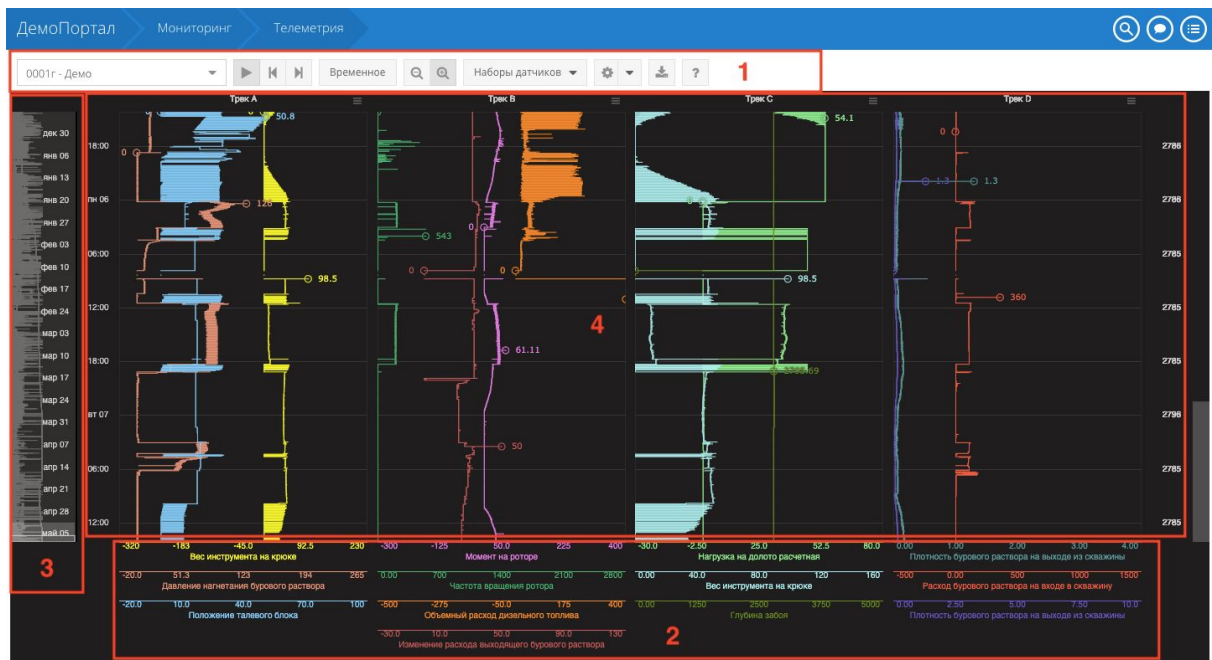 ДемоПортал Мониторинг Телеметрия
0001г - Демо Временное Наборы датчиков ? 1
Трек A Трек B Трек C Трек D
0 50.8 54.1
0
дек 30
18:00 2786
янв 06
0
янв 13
1.3 1.3
янв 20
пн 06 2786
0
126
янв 27
0
фев 03
543
06:00 2785
фев 10
0 0
98.5 98.5
фев 17
360
фев 24
12:00 2785
мар 03
4
61.11
мар 10
18:00 2785
2785.69
мар 17
мар 24
вт 07 2796
мар 31
апр 07
50
апр 14
06:00 2785
апр 21
апр 28
12:00 2785
май 05
3
-320 -183 -45.0 92.5 230
Вес инструмента на крюке
-20.0 51.3 123 194 265
Давление нагнетания бурового раствора
-20.0 10.0 40.0 70.0 100
Положение талевого блока
-300 -125 50.0 225 400
Момент на роторе
0.00 700 1400 2100 2800
Частота вращения ротора
-500 -275 -50.0 175 400
Объемный расход дизельного топлива
-30.0 10.0 50.0 90.0 130
Изменение расхода выходящего бурового раствора
-30.0 -2.50 25.0 52.5 80.0
Нагрузка на долото расчетная
0.00 40.0 80.0 120 160
Вес инструмента на крюке
0.00 1250 2500 3750 5000
Глубина забоя
2
0.00 1.00 2.00 3.00 4.00
Плотность бурового раствора на выходе из скважины
-500 0.00 500 1000 1500
Расход бурового раствора на входе в скважину
0.00 2.50 5.00 7.50 10.0
Плотность бурового раствора на выходе из скважины